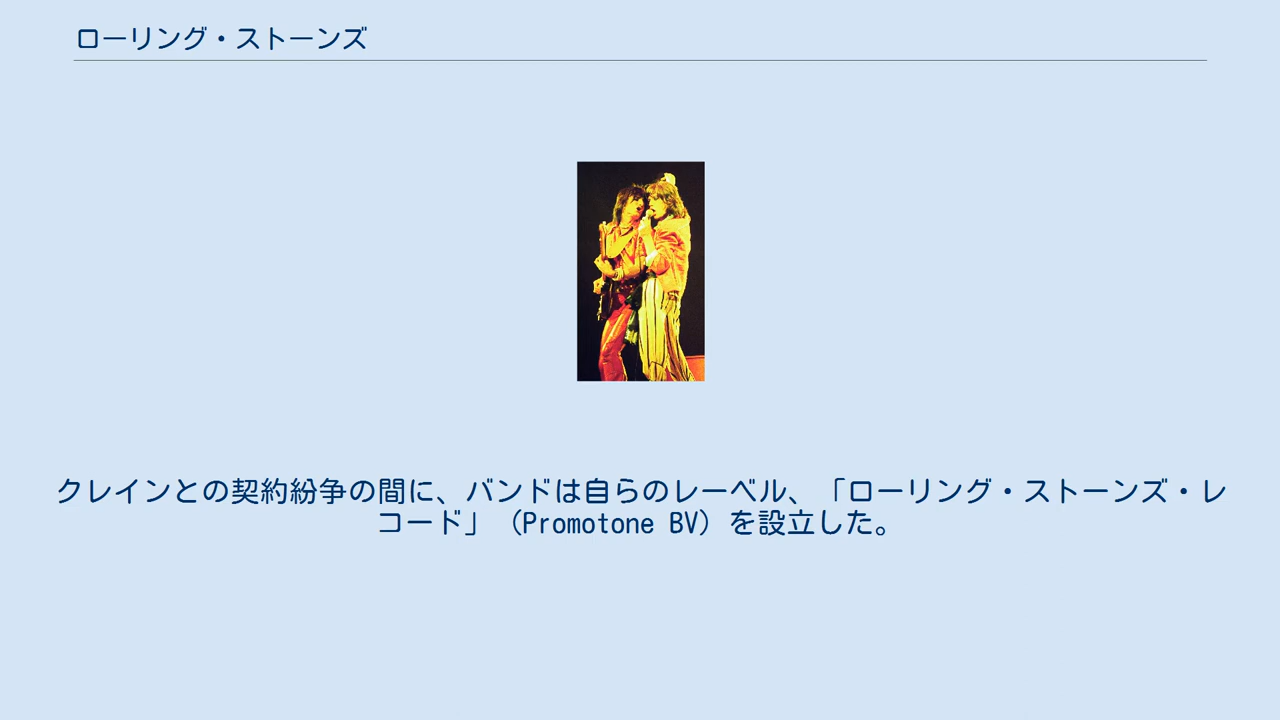 ローリング・ストーンズ
クレインとの契約紛争の間に、バンドは自らのレーベル、「ローリング・ストーンズ・レ
コード」（Promotone BV）を設立した。